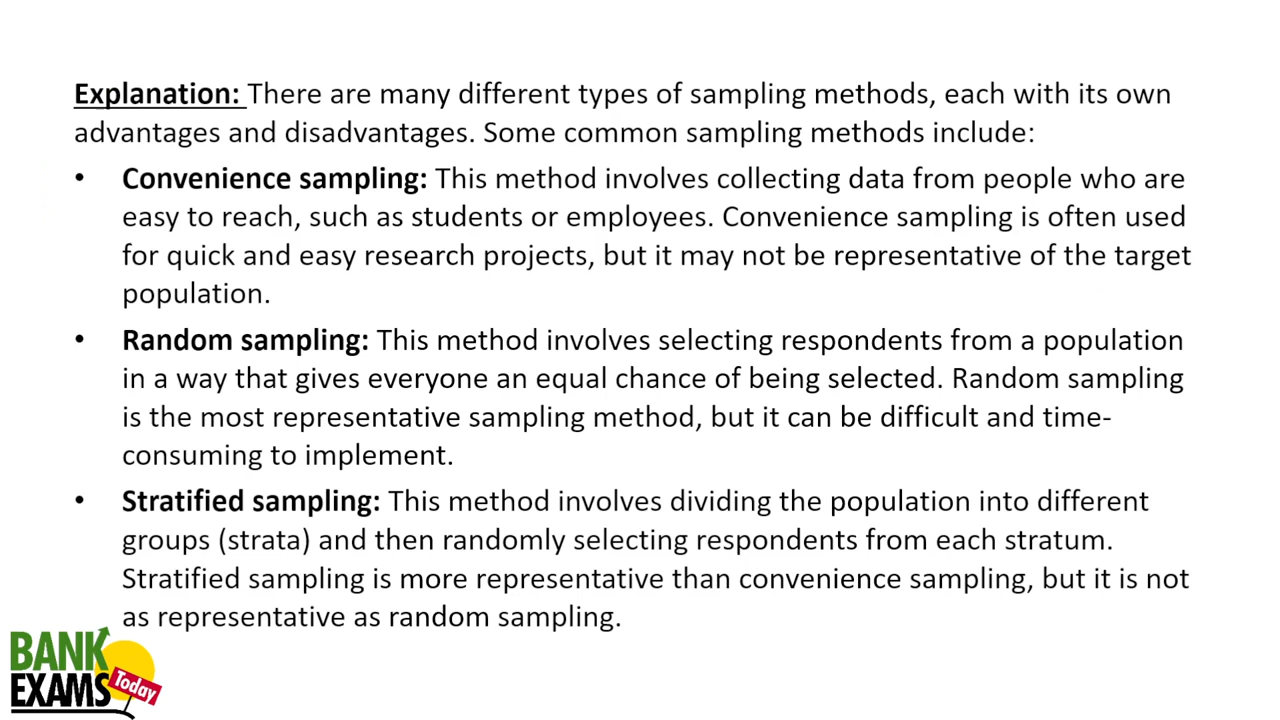 Explanation: There are many different types of sampling methods, each with its own
advantages and disadvantages. Some common sampling methods include:
• Convenience sampling: This method involves collecting data from people who are
easy to reach, such as students or employees. Convenience sampling is often used
for quick and easy research projects, but it may not be representative of the target
population.
• Random sampling: This method involves selecting respondents from a population
in a way that gives everyone an equal chance of being selected. Random sampling
is the most representative sampling method, but it can be difficult and time-
consuming to implement.
• Stratified sampling: This method involves dividing the population into different
groups (strata) and then randomly selecting respondents from each stratum.
Stratified sampling is more representative than convenience sampling, but it is not
as representative as random sampling.
BANK
EXAMS
Today